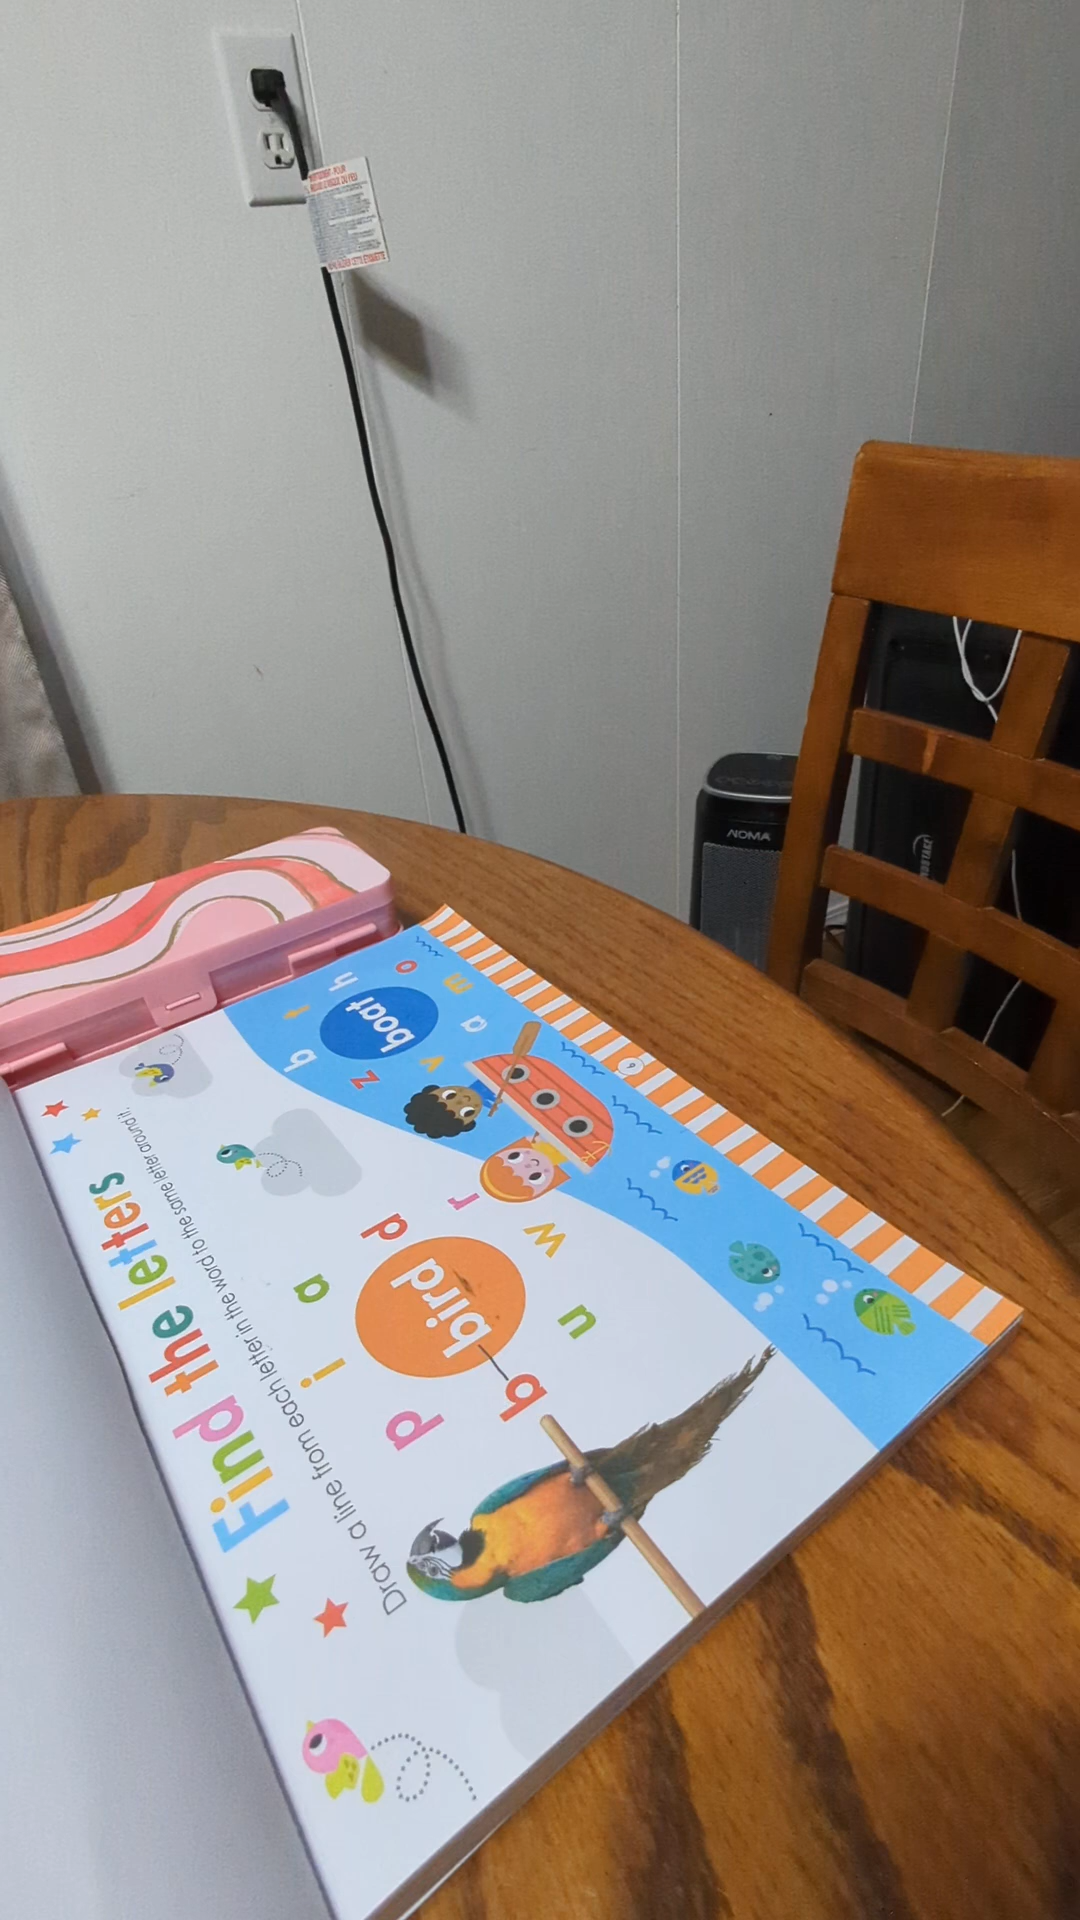 Find the letters
Draw a line from each letter in the word to the same letter around it.
bird
b
p
i
a
d
r
w
u
boat
b
t
h
o
m
a
v
z
9
NOMA